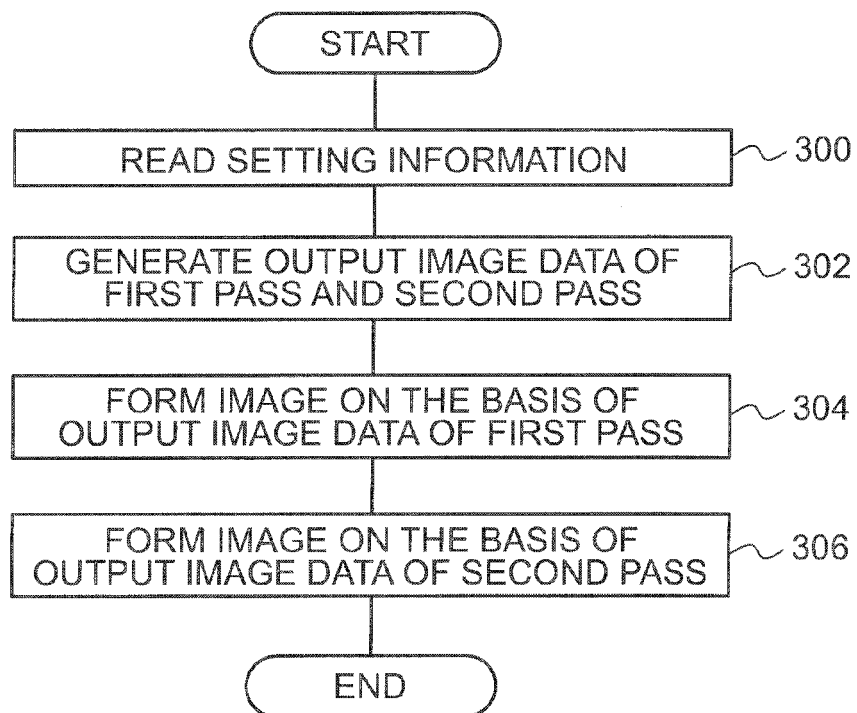 START
READ SETTING INFORMATION
300
GENERATE OUTPUT IMAGE DATA OF
FIRST PASS AND SECOND PASS
302
FORM IMAGE ON THE BASIS OF
OUTPUT IMAGE DATA OF FIRST PASS
304
FORM IMAGE ON THE BASIS OF
OUTPUT IMAGE DATA OF SECOND PASS
306
END